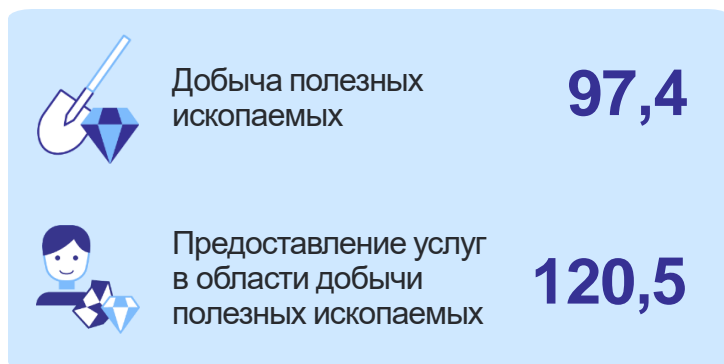 Добыча полезных
ископаемых
97,4
Предоставление услуг
в области добычи
полезных ископаемых
120,5